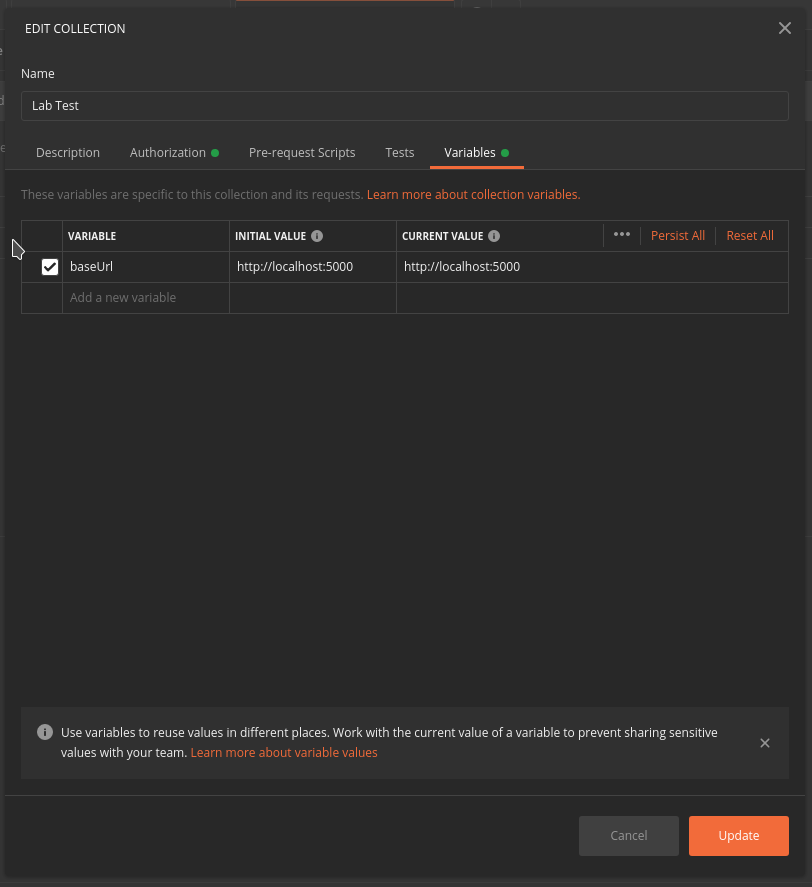 EDIT COLLECTION
Name
Lab Test
Description Authorization Pre-request Scripts Tests Variables
These variables are specific to this collection and its requests. Learn more about collection variables.
VARIABLE INITIAL VALUE CURRENT VALUE ••• Persist All Reset All
baseUrl http://localhost:5000 http://localhost:5000
Add a new variable
Use variables to reuse values in different places. Work with the current value of a variable to prevent sharing sensitive
values with your team. Learn more about variable values
Cancel Update